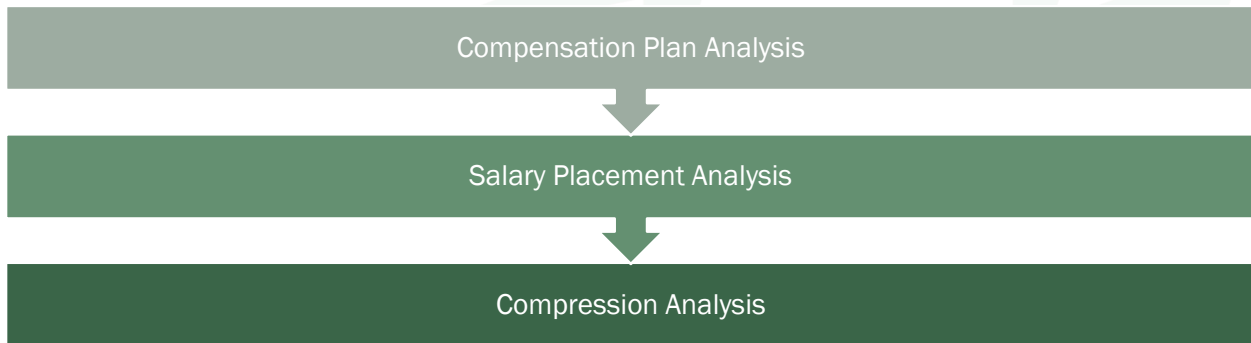 Compensation Plan Analysis
Salary Placement Analysis
Compression Analysis